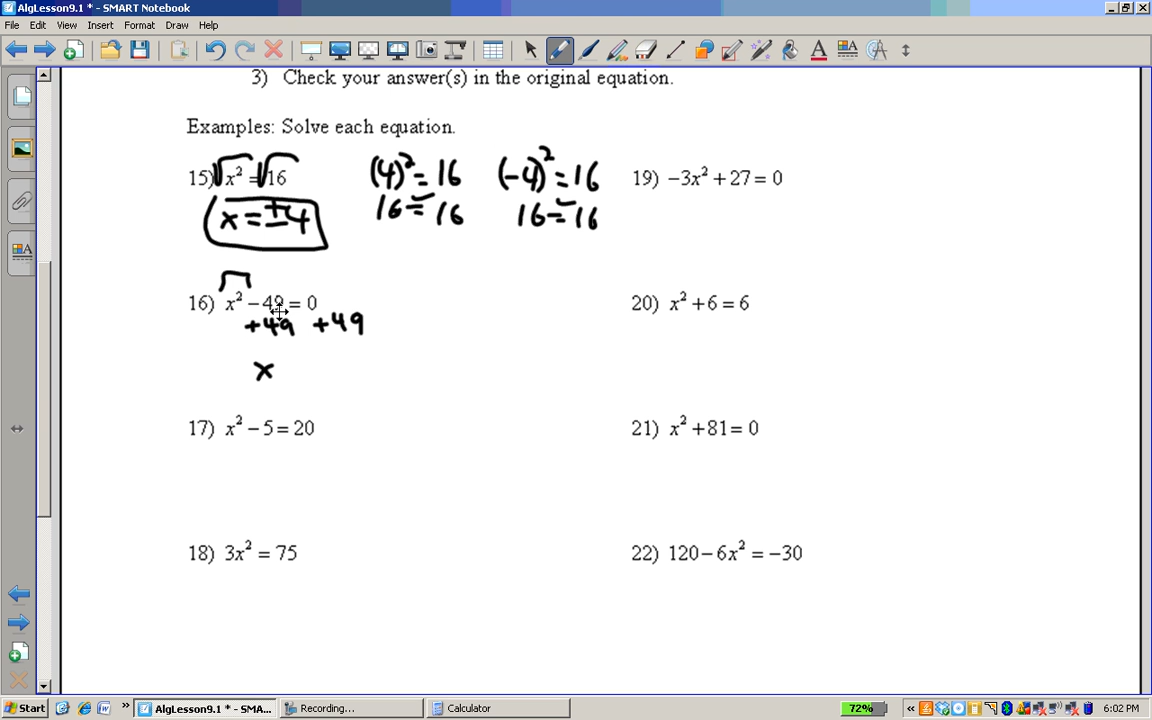 AlgLesson9.1 * - SMART Notebook
File Edit View Insert Format Draw Help
3) Check your answer(s) in the original equation.
Examples: Solve each equation.
15) √x² = √16
(4)² = 16
(-4)² = 16
16 = 16
16 = 16
x = ±4
19) −3x² + 27 = 0
16) x² − 49 = 0
+49 +49
x
20) x² + 6 = 6
17) x² − 5 = 20
21) x² + 81 = 0
18) 3x² = 75
22) 120 − 6x² = −30
Start
AlgLesson9.1 * - SMA...
Recording...
Calculator
72%
6:02 PM